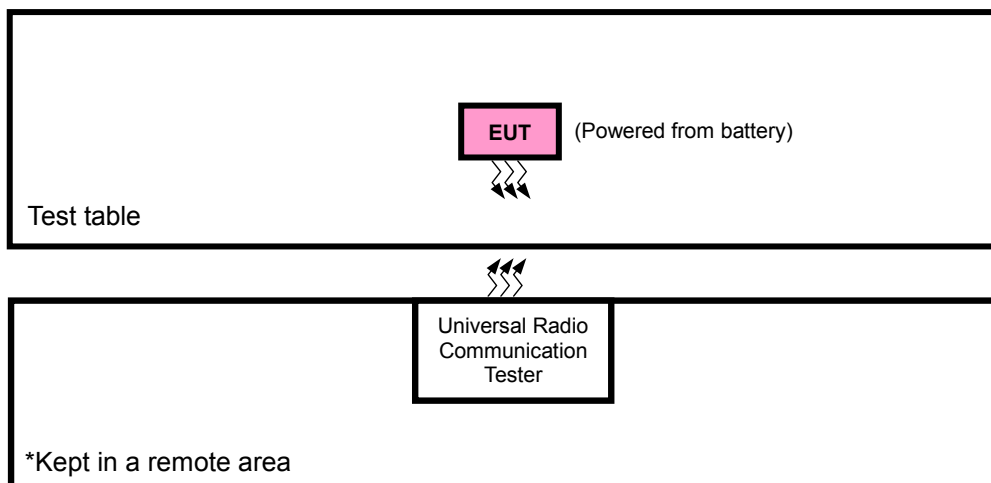 EUT
(Powered from battery)
Test table
Universal Radio
Communication
Tester
*Kept in a remote area